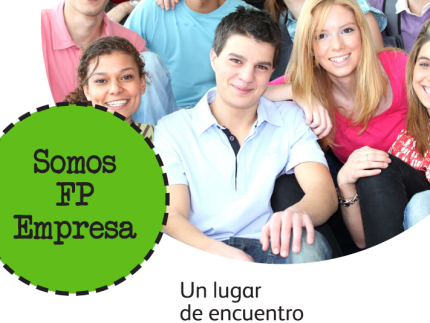 Somos
FP
Empresa
Un lugar
de encuentro